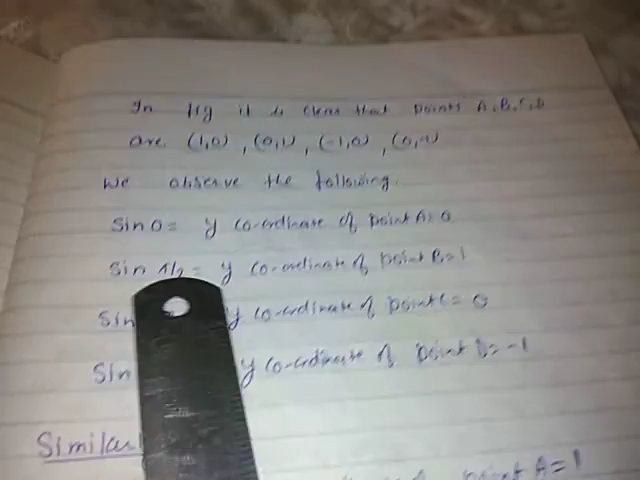 In fig it is clear that points A, B, C, D
are (1,0), (0,1), (-1,0), (0,-1)
We observe the following.
Sin 0 = y co-ordinate of point A = 0
Sin π/2 = y co-ordinate of point B = 1
Sin y co-ordinate of point C = 0
Sin y co-ordinate of point D = -1
Similar
point A = 1